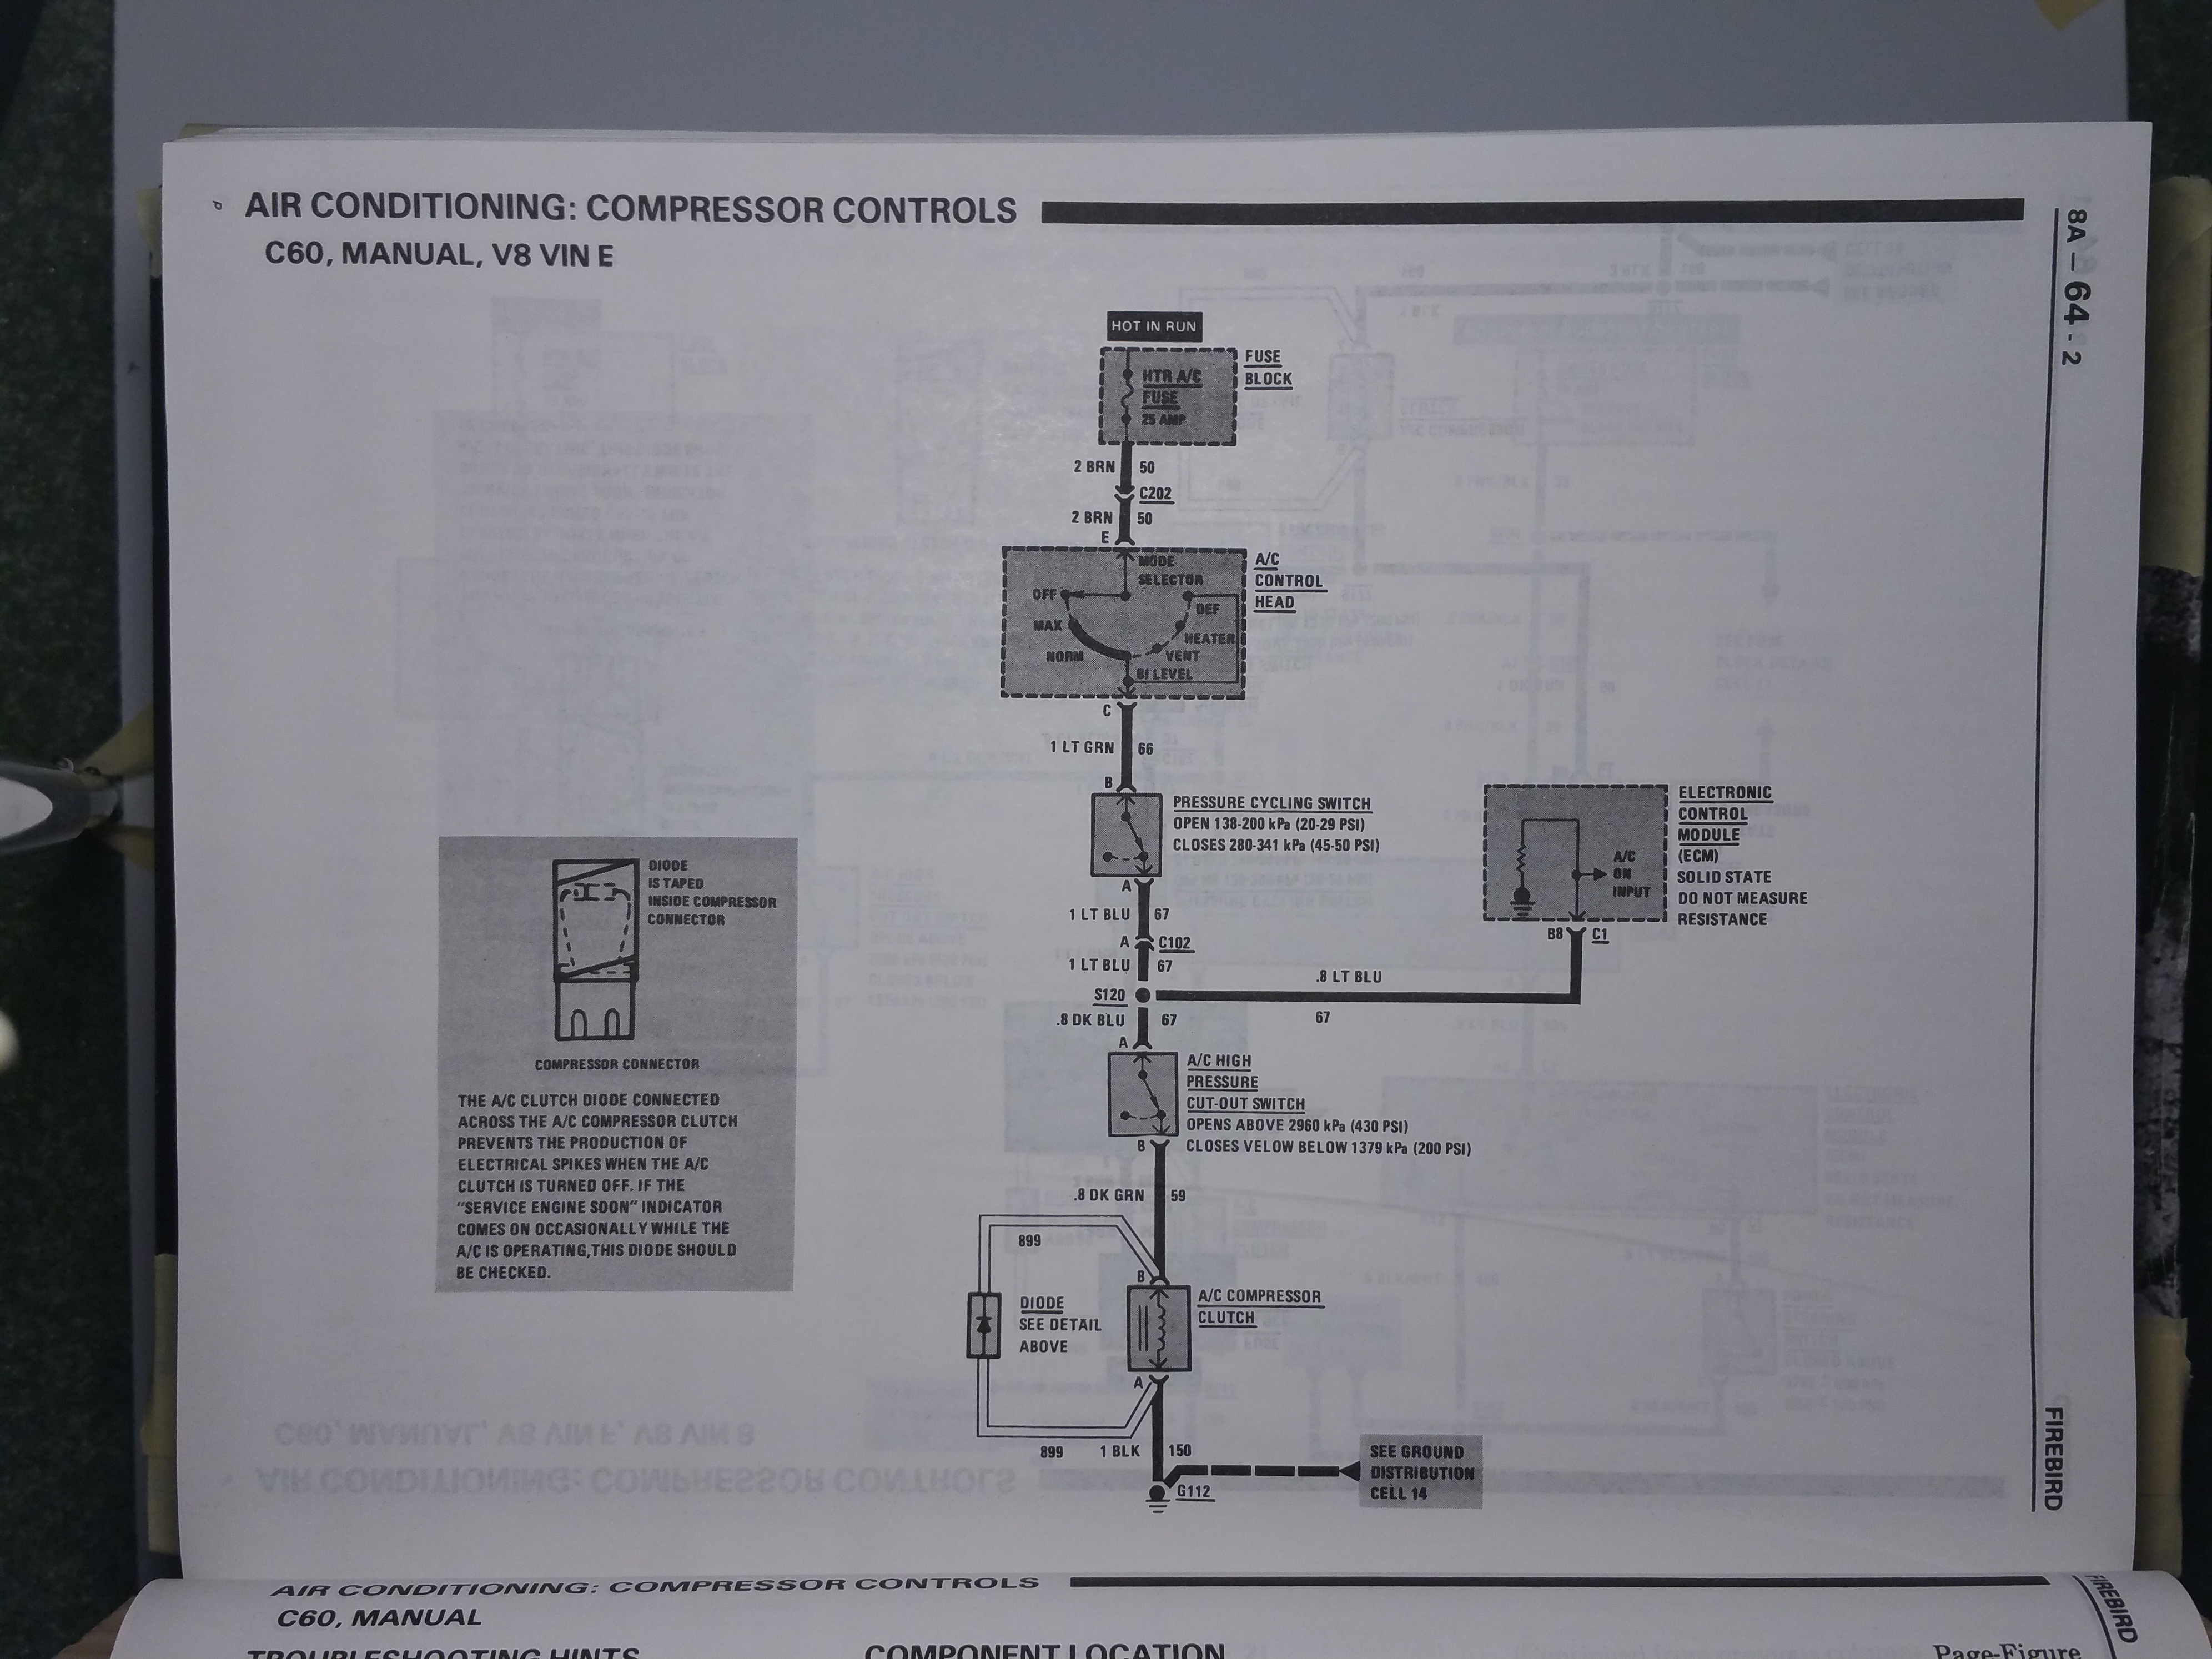 AIR CONDITIONING: COMPRESSOR CONTROLS
C60, MANUAL, V8 VIN E
8A — 64 - 2
HOT IN RUN
HTR A/C
FUSE
25 AMP
FUSE
BLOCK
2 BRN 50
C202
2 BRN 50
E
MODE
SELECTOR
OFF
MAX
NORM
BI LEVEL
VENT
HEATER
DEF
A/C
CONTROL
HEAD
C
1 LT GRN 66
B
PRESSURE CYCLING SWITCH
OPEN 138-200 kPa (20-29 PSI)
CLOSES 280-341 kPa (45-50 PSI)
A
1 LT BLU 67
A C102
1 LT BLU 67
S120
.8 LT BLU
67
ELECTRONIC
CONTROL
MODULE
(ECM)
SOLID STATE
DO NOT MEASURE
RESISTANCE
A/C
ON
INPUT
B8 C1
.8 DK BLU 67
A
A/C HIGH
PRESSURE
CUT-OUT SWITCH
OPENS ABOVE 2960 kPa (430 PSI)
CLOSES VELOW BELOW 1379 kPa (200 PSI)
B
.8 DK GRN 59
899
B
A/C COMPRESSOR
CLUTCH
DIODE
SEE DETAIL
ABOVE
A
899
1 BLK 150
G112
SEE GROUND
DISTRIBUTION
CELL 14
DIODE
IS TAPED
INSIDE COMPRESSOR
CONNECTOR
COMPRESSOR CONNECTOR
THE A/C CLUTCH DIODE CONNECTED
ACROSS THE A/C COMPRESSOR CLUTCH
PREVENTS THE PRODUCTION OF
ELECTRICAL SPIKES WHEN THE A/C
CLUTCH IS TURNED OFF. IF THE
"SERVICE ENGINE SOON" INDICATOR
COMES ON OCCASIONALLY WHILE THE
A/C IS OPERATING,THIS DIODE SHOULD
BE CHECKED.
FIREBIRD
AIR CONDITIONING: COMPRESSOR CONTROLS
C60, MANUAL
FIREBIRD
TROUBLESHOOTING HINTS
COMPONENT LOCATION
Page-Figure